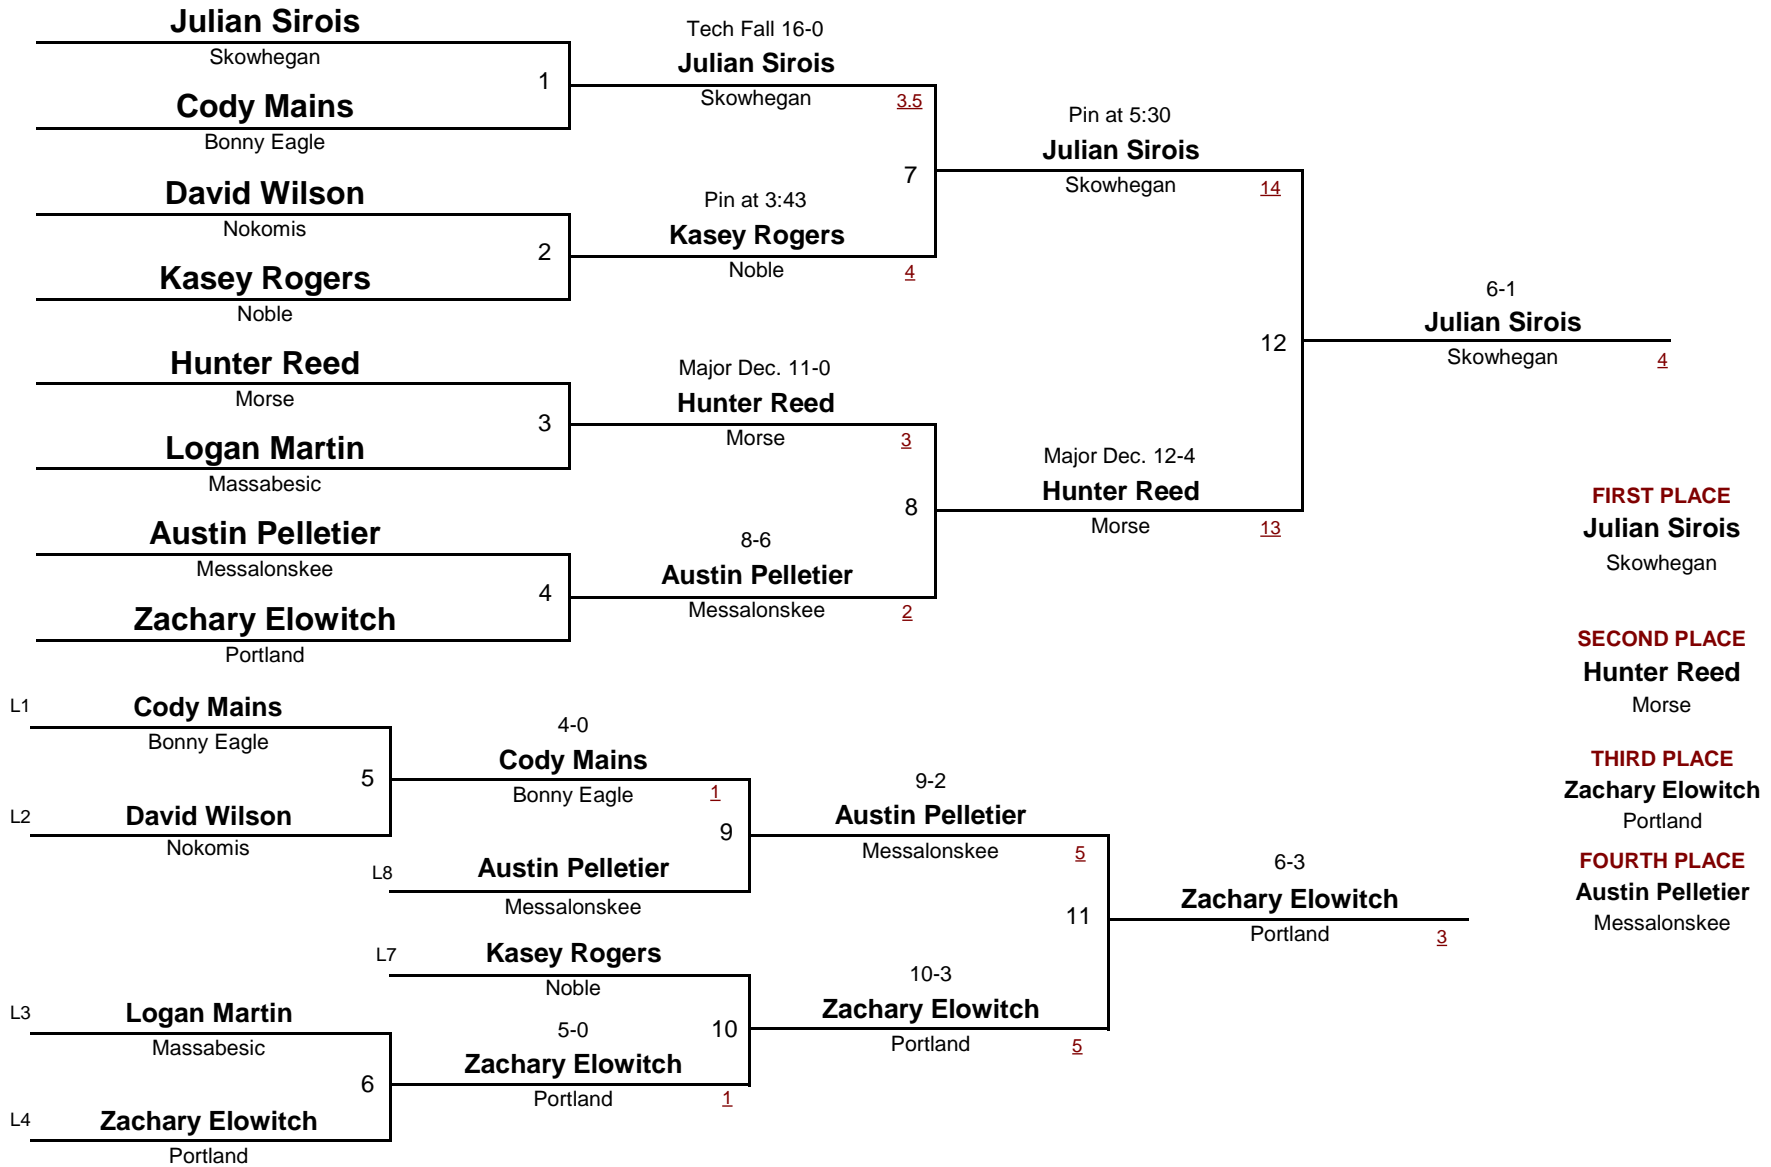 Julian Sirois
Skowhegan
1
Cody Mains
Bonny Eagle
Tech Fall 16-0
Julian Sirois
Skowhegan
3.5
David Wilson
Nokomis
2
Kasey Rogers
Noble
Pin at 3:43
Kasey Rogers
Noble
4
7
Pin at 5:30
Julian Sirois
Skowhegan
14
Hunter Reed
Morse
3
Logan Martin
Massabesic
Major Dec. 11-0
Hunter Reed
Morse
3
Austin Pelletier
Messalonskee
4
Zachary Elowitch
Portland
8-6
Austin Pelletier
Messalonskee
2
8
Major Dec. 12-4
Hunter Reed
Morse
13
12
6-1
Julian Sirois
Skowhegan
4
FIRST PLACE
Julian Sirois
Skowhegan
SECOND PLACE
Hunter Reed
Morse
THIRD PLACE
Zachary Elowitch
Portland
FOURTH PLACE
Austin Pelletier
Messalonskee
L1
Cody Mains
Bonny Eagle
5
L2
David Wilson
Nokomis
4-0
Cody Mains
Bonny Eagle
1
9
L8
Austin Pelletier
Messalonskee
9-2
Austin Pelletier
Messalonskee
5
L7
Kasey Rogers
Noble
10
L3
Logan Martin
Massabesic
6
L4
Zachary Elowitch
Portland
5-0
Zachary Elowitch
Portland
1
10-3
Zachary Elowitch
Portland
5
11
6-3
Zachary Elowitch
Portland
3